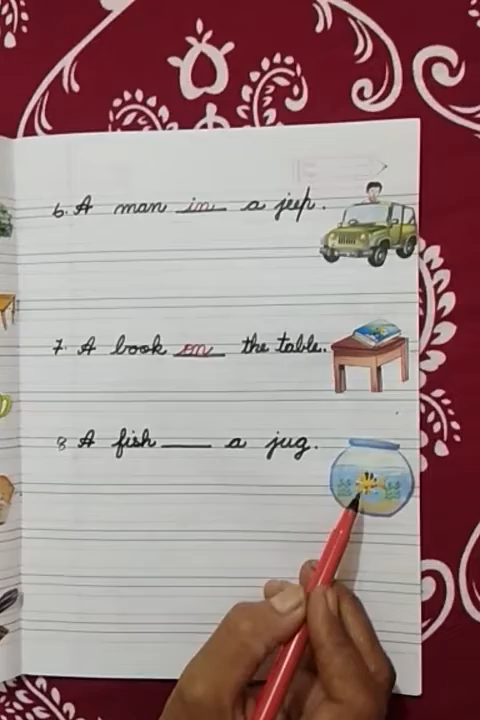 6. A man in a jeep.
7. A book on the table.
8 A fish ___ a jug.